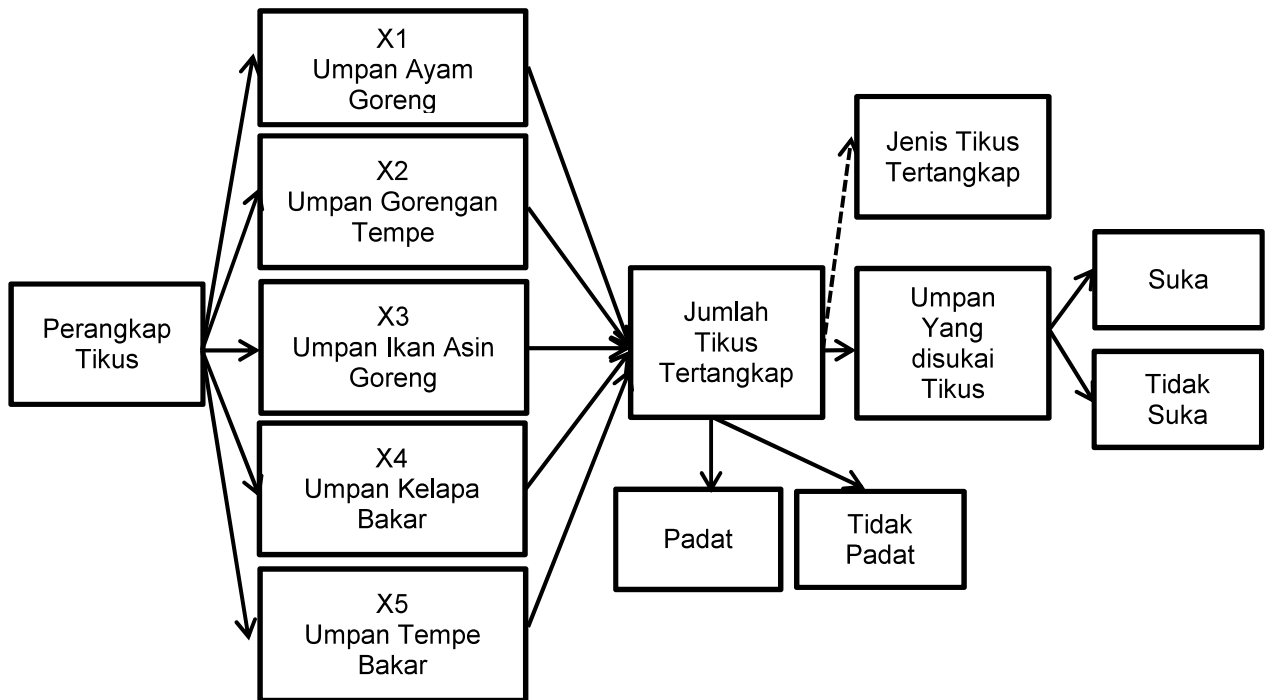 Perangkap
Tikus
X1
Umpan Ayam
Goreng
X2
Umpan Gorengan
Tempe
X3
Umpan Ikan Asin
Goreng
X4
Umpan Kelapa
Bakar
X5
Umpan Tempe
Bakar
Jumlah
Tikus
Tertangkap
Padat
Tidak
Padat
Jenis Tikus
Tertangkap
Umpan
Yang
disukai
Tikus
Suka
Tidak
Suka